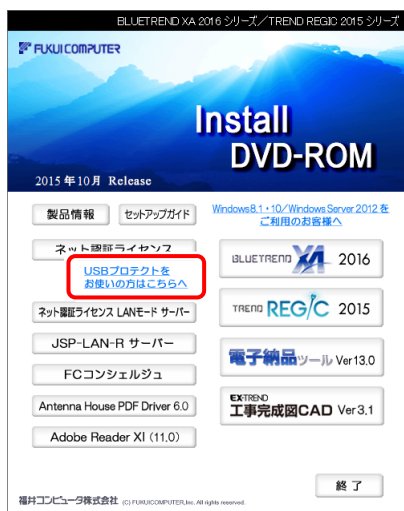 BLUETREND XA 2016 シリーズ／TREND REGIC 2015 シリーズ
FUKUI COMPUTER
Install
DVD-ROM
2015年10月 Release
製品情報
セットアップガイド
Windows8.1・10／Windows Server 2012 を
ご利用のお客様へ
ネット認証ライセンス
USBプロテクトを
お使いの方はこちらへ
ネット認証ライセンス LANモード サーバー
JSP-LAN-R サーバー
FCコンシェルジュ
Antenna House PDF Driver 6.0
Adobe Reader XI (11.0)
BLUETREND XA 2016
TREND REGIC 2015
電子納品ツール Ver13.0
EX-TREND
工事完成図CAD Ver3.1
終 了
福井コンピュータ株式会社 (C) FUKUI COMPUTER,Inc. All rights reserved.